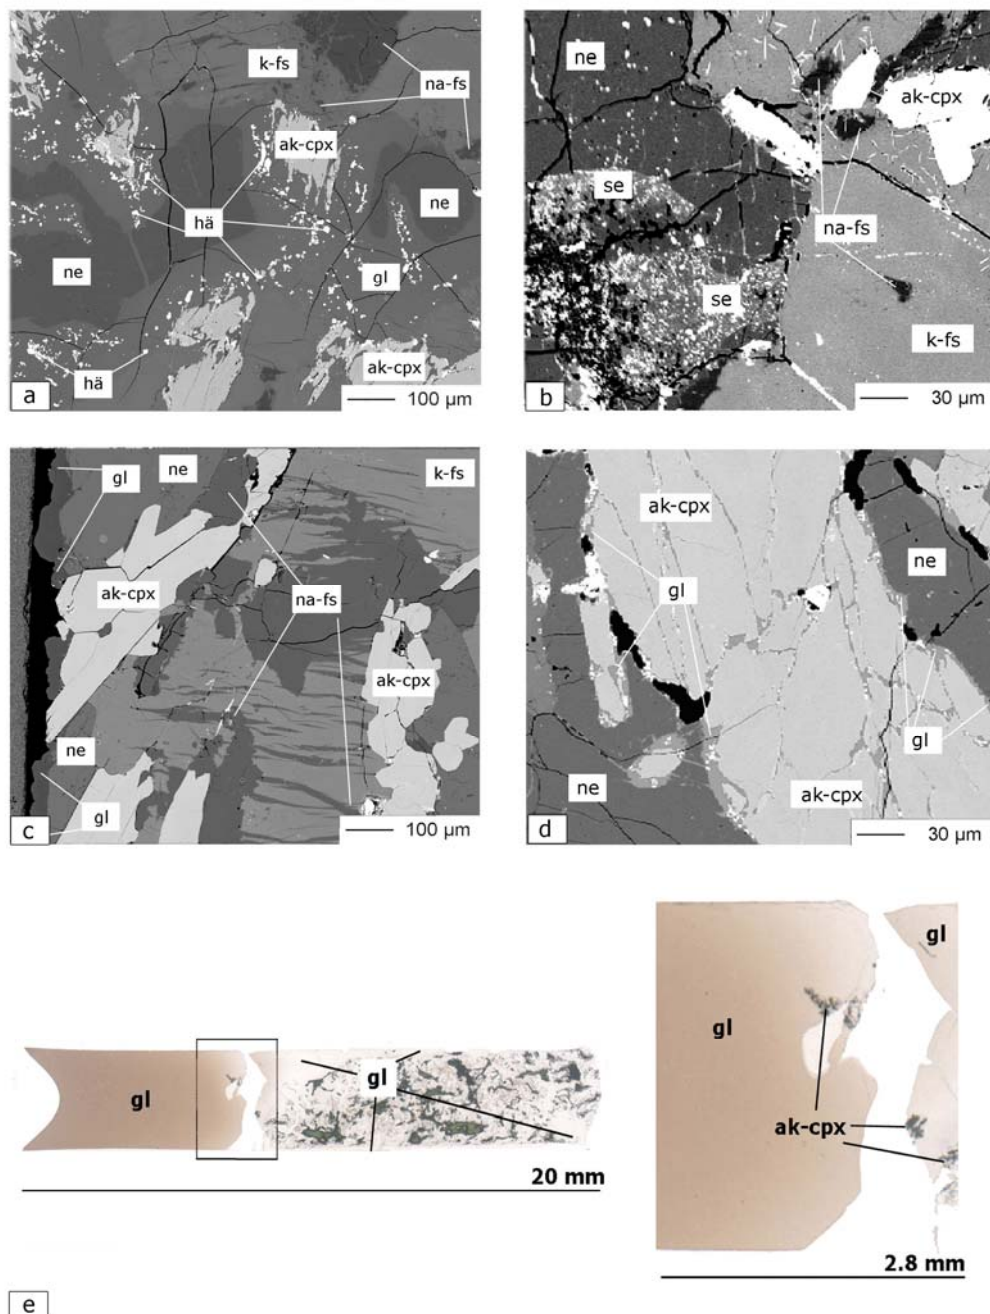 k-fs
na-fs
ak-cpx
ne
hä
ne
gl
ak-cpx
hä
a
100 µm
ne
ak-cpx
se
na-fs
se
k-fs
b
30 µm
gl
ne
k-fs
ak-cpx
na-fs
ak-cpx
ne
gl
c
100 µm
ak-cpx
ne
gl
gl
ne
ak-cpx
d
30 µm
gl
gl
20 mm
gl
gl
ak-cpx
2.8 mm
e